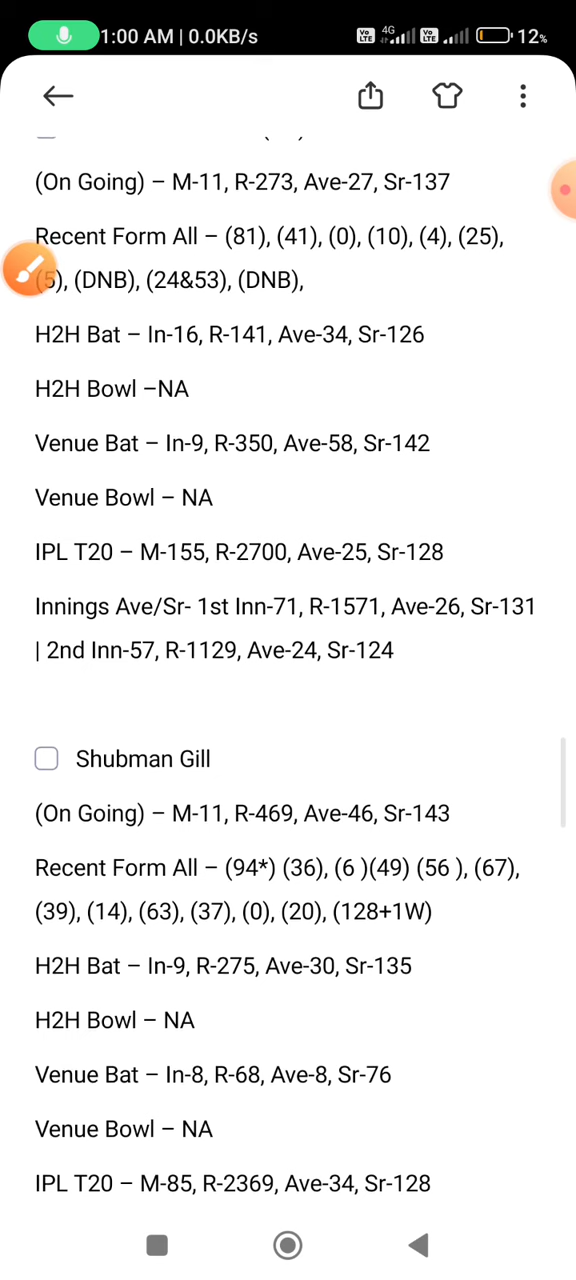 1:00 AM | 0.0KB/s
Vo LTE 4G Vo LTE 12%
(On Going) – M-11, R-273, Ave-27, Sr-137
Recent Form All – (81), (41), (0), (10), (4), (25),
(5), (DNB), (24&53), (DNB),
H2H Bat – In-16, R-141, Ave-34, Sr-126
H2H Bowl –NA
Venue Bat – In-9, R-350, Ave-58, Sr-142
Venue Bowl – NA
IPL T20 – M-155, R-2700, Ave-25, Sr-128
Innings Ave/Sr- 1st Inn-71, R-1571, Ave-26, Sr-131
| 2nd Inn-57, R-1129, Ave-24, Sr-124
Shubman Gill
(On Going) – M-11, R-469, Ave-46, Sr-143
Recent Form All – (94*) (36), (6 )(49) (56 ), (67),
(39), (14), (63), (37), (0), (20), (128+1W)
H2H Bat – In-9, R-275, Ave-30, Sr-135
H2H Bowl – NA
Venue Bat – In-8, R-68, Ave-8, Sr-76
Venue Bowl – NA
IPL T20 – M-85, R-2369, Ave-34, Sr-128